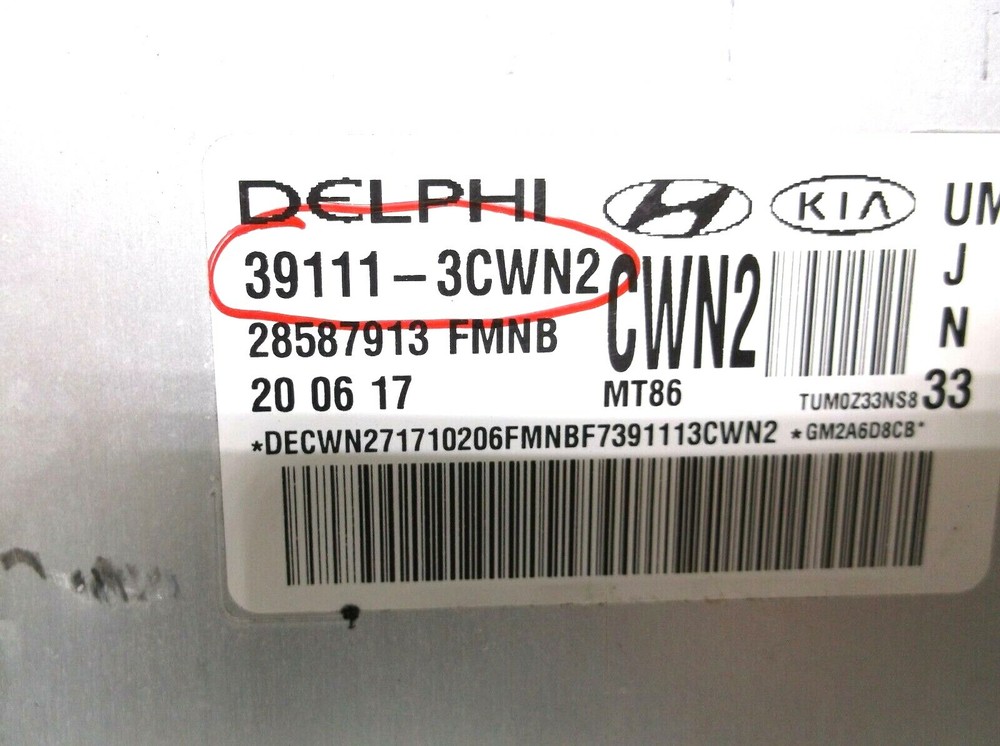 DELPHI KIA UM
39111-3CWN2 CWN2 J
28587913 FMNB N
20 06 17 MT86 TUM0Z33NS8 33
*DECWN271710206FMNBF7391113CWN2 *GM2A6D8CB*